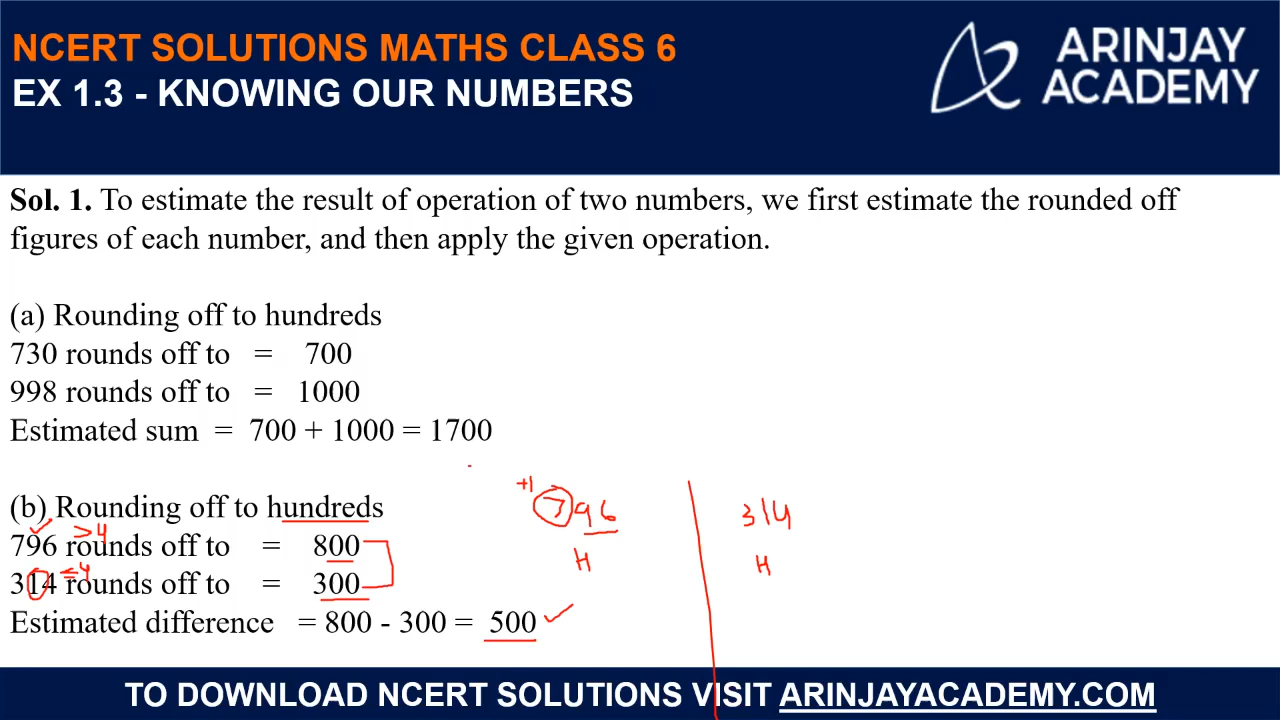 NCERT SOLUTIONS MATHS CLASS 6
EX 1.3 - KNOWING OUR NUMBERS
ARINJAY
ACADEMY
Sol. 1. To estimate the result of operation of two numbers, we first estimate the rounded off
figures of each number, and then apply the given operation.
(a) Rounding off to hundreds
730 rounds off to = 700
998 rounds off to = 1000
Estimated sum = 700 + 1000 = 1700
(b) Rounding off to hundreds
>4
796 rounds off to = 800
≤4
314 rounds off to = 300
Estimated difference = 800 - 300 = 500
+1
796
H
314
H
TO DOWNLOAD NCERT SOLUTIONS VISIT ARINJAYACADEMY.COM